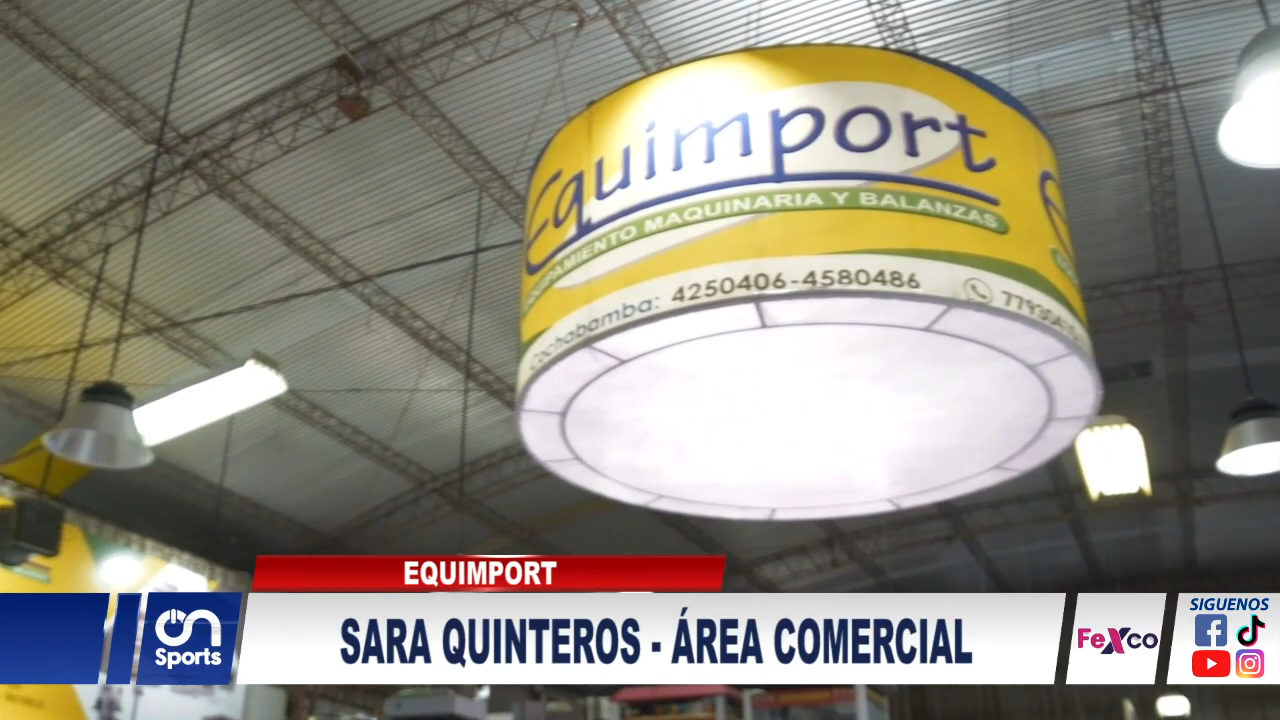 Equimport
EQUIPAMIENTO MAQUINARIA Y BALANZAS
Cochabamba: 4250406-4580486
EQUIMPORT
ON
Sports
SARA QUINTEROS - ÁREA COMERCIAL
FeXco
SIGUENOS